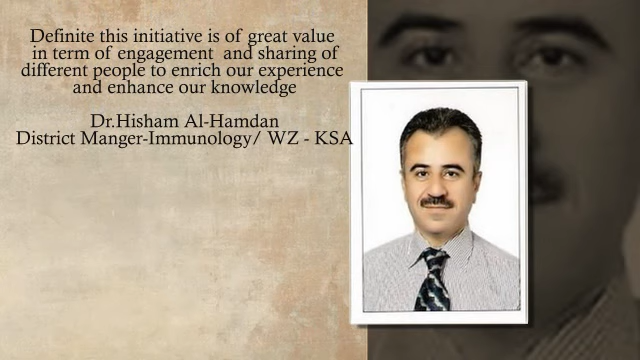 Definite this initiative is of great value
in term of engagement and sharing of
different people to enrich our experience
and enhance our knowledge
Dr.Hisham Al-Hamdan
District Manger-Immunology/ WZ - KSA